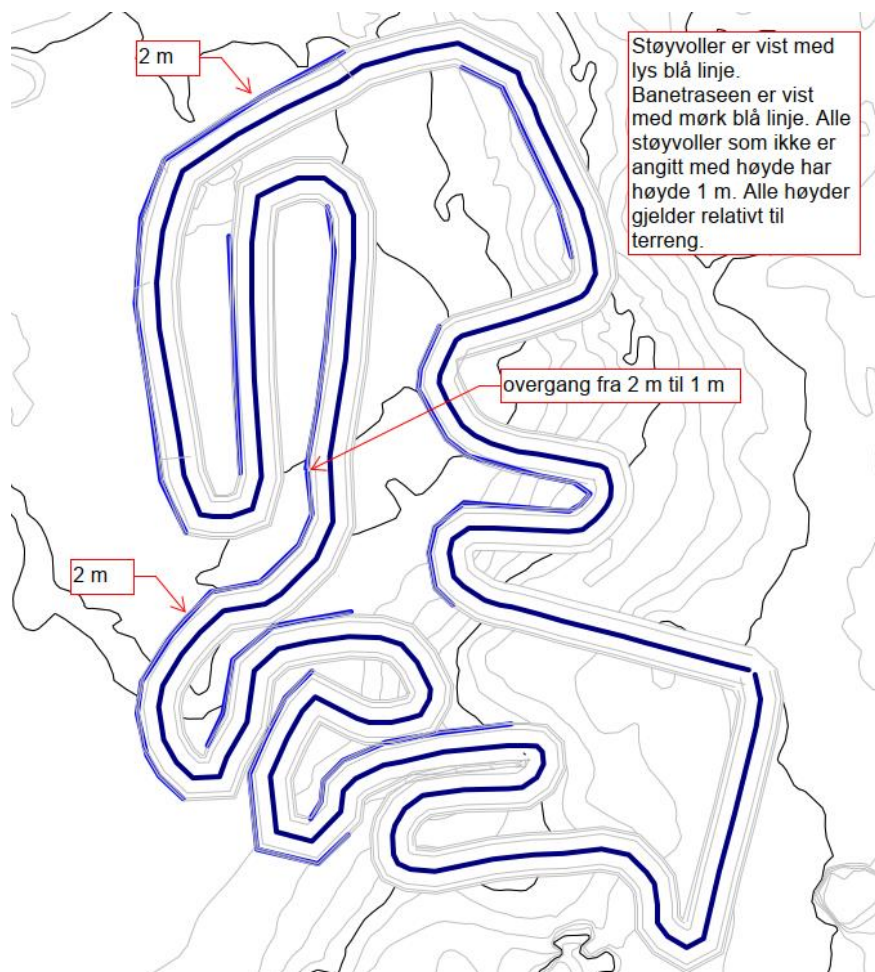 2 m
Støyvoller er vist med
lys blå linje.
Banetraseen er vist
med mørk blå linje. Alle
støyvoller som ikke er
angitt med høyde har
høyde 1 m. Alle høyder
gjelder relativt til
terreng.
overgang fra 2 m til 1 m
2 m